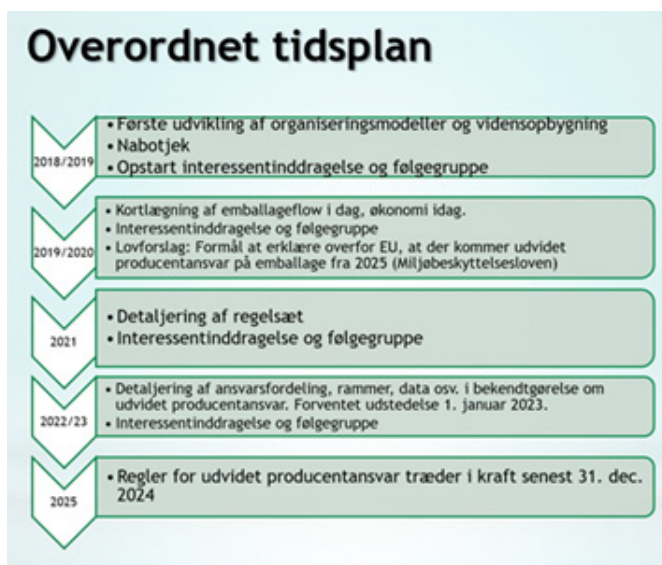 Overordnet tidsplan
2018/2019
• Første udvikling af organiseringsmodeller og vidensopbygning
• Nabotjek
• Opstart interessentinddragelse og følgegruppe
2019/2020
• Kortlægning af emballageflow i dag, økonomi idag.
• Interessentinddragelse og følgegruppe
• Lovforslag: Formål at erklære overfor EU, at der kommer udvidet
producentansvar på emballage fra 2025 (Miljøbeskyttelsesloven)
2021
• Detaljering af regelsæt
• Interessentinddragelse og følgegruppe
2022/23
• Detaljering af ansvarsfordeling, rammer, data osv. i bekendtgørelse om
udvidet producentansvar. Forventet udstedelse 1. januar 2023.
• Interessentinddragelse og følgegruppe
2025
• Regler for udvidet producentansvar træder i kraft senest 31. dec.
2024